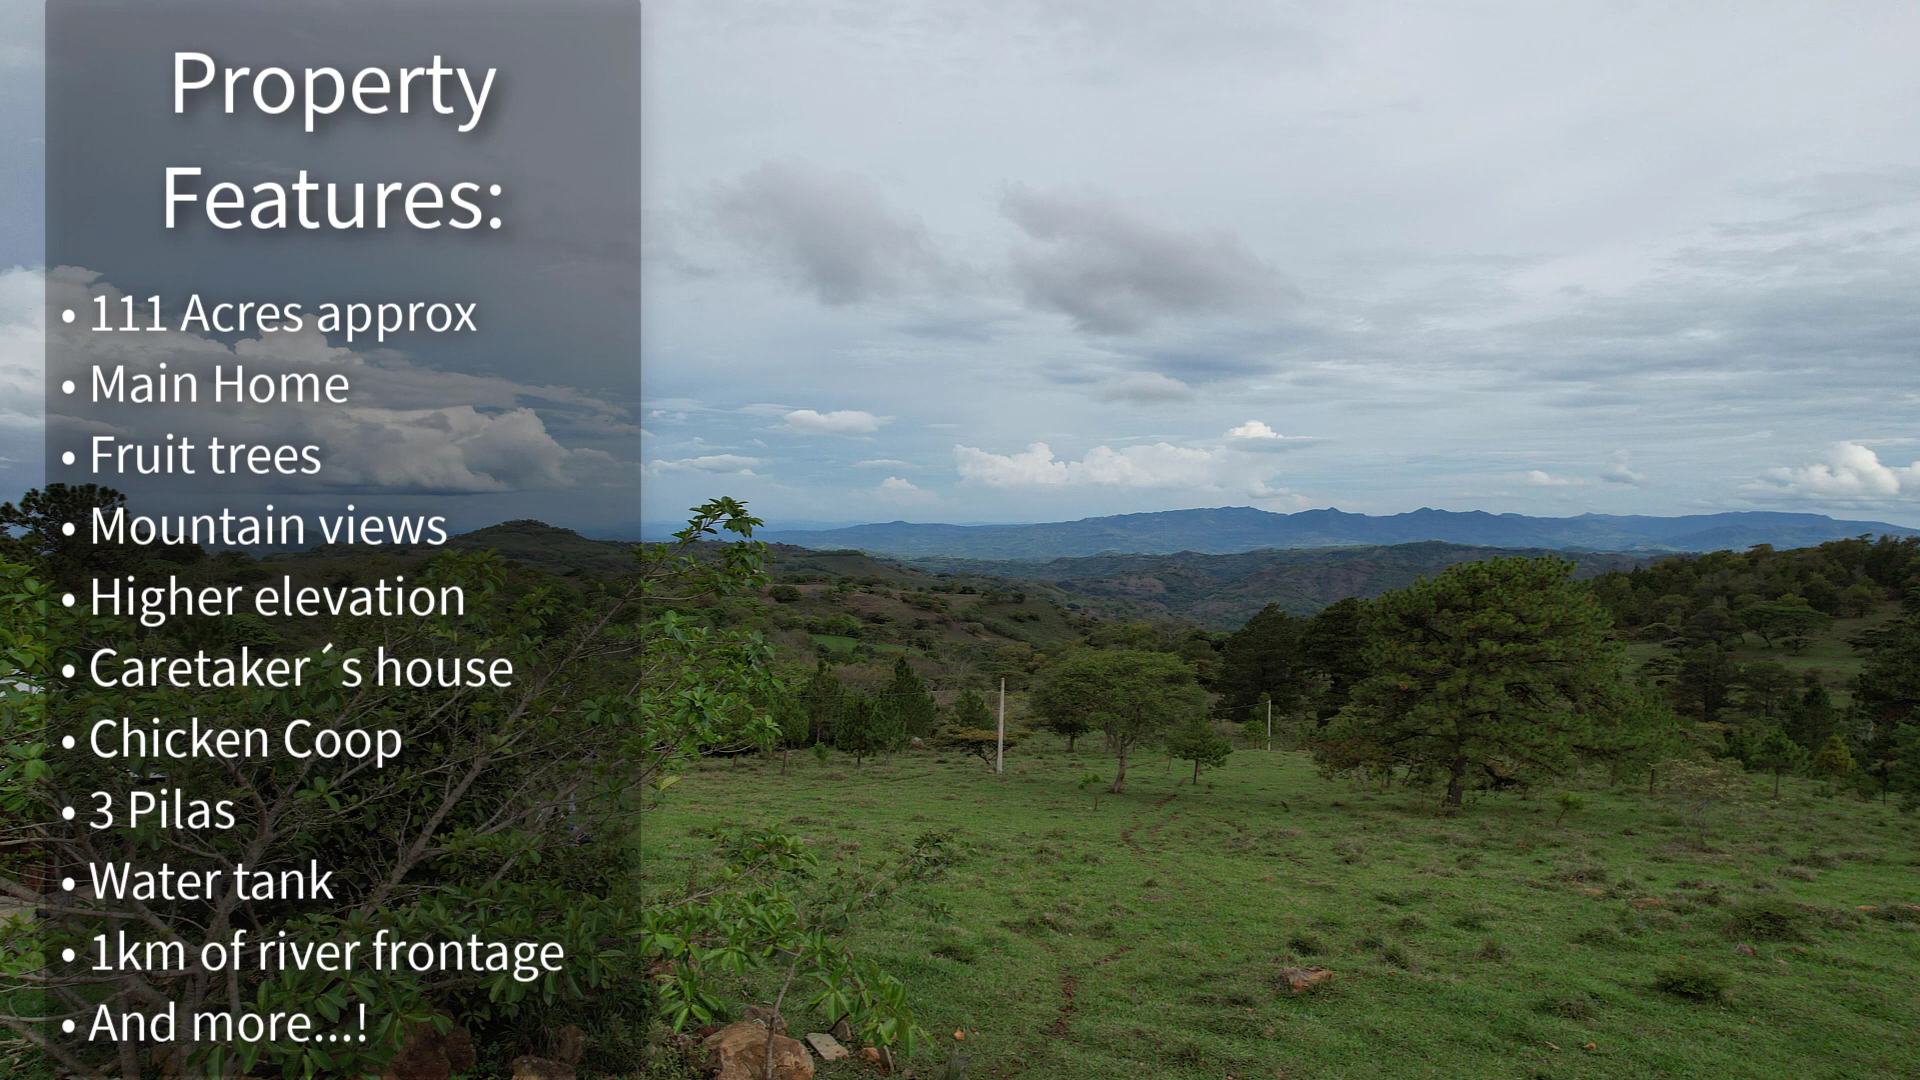 Property
Features:
• 111 Acres approx
• Main Home
• Fruit trees
• Mountain views
• Higher elevation
• Caretaker´s house
• Chicken Coop
• 3 Pilas
• Water tank
• 1km of river frontage
• And more...!